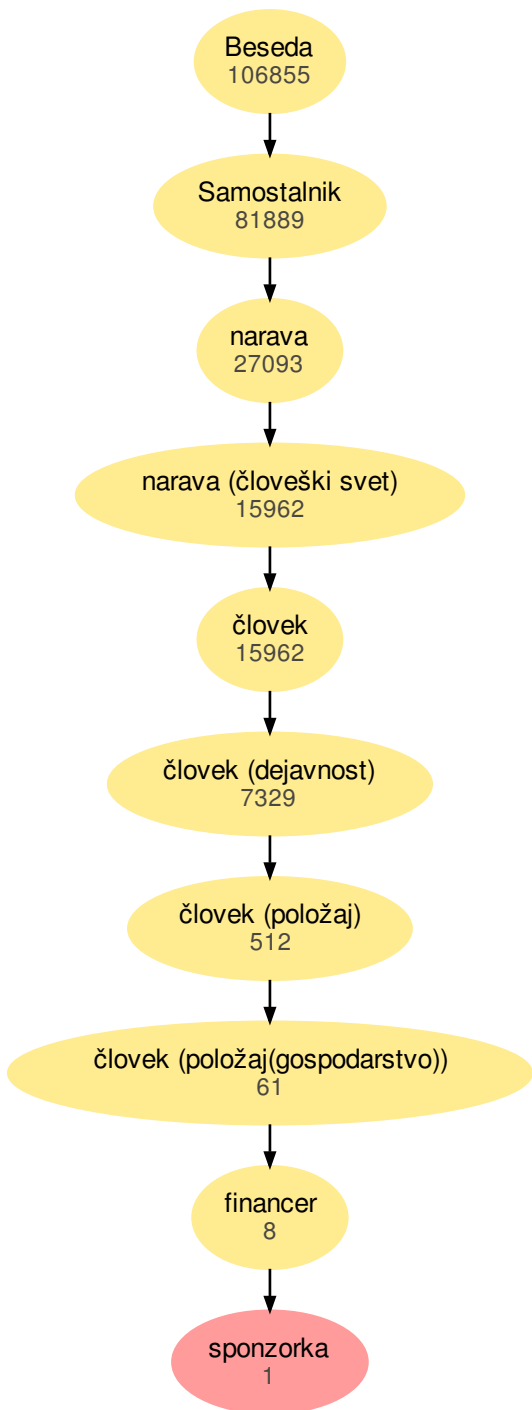 Beseda
106855
Samostalnik
81889
narava
27093
narava (človeški svet)
15962
človek
15962
človek (dejavnost)
7329
človek (položaj)
512
človek (položaj(gospodarstvo))
61
financer
8
sponzorka
1